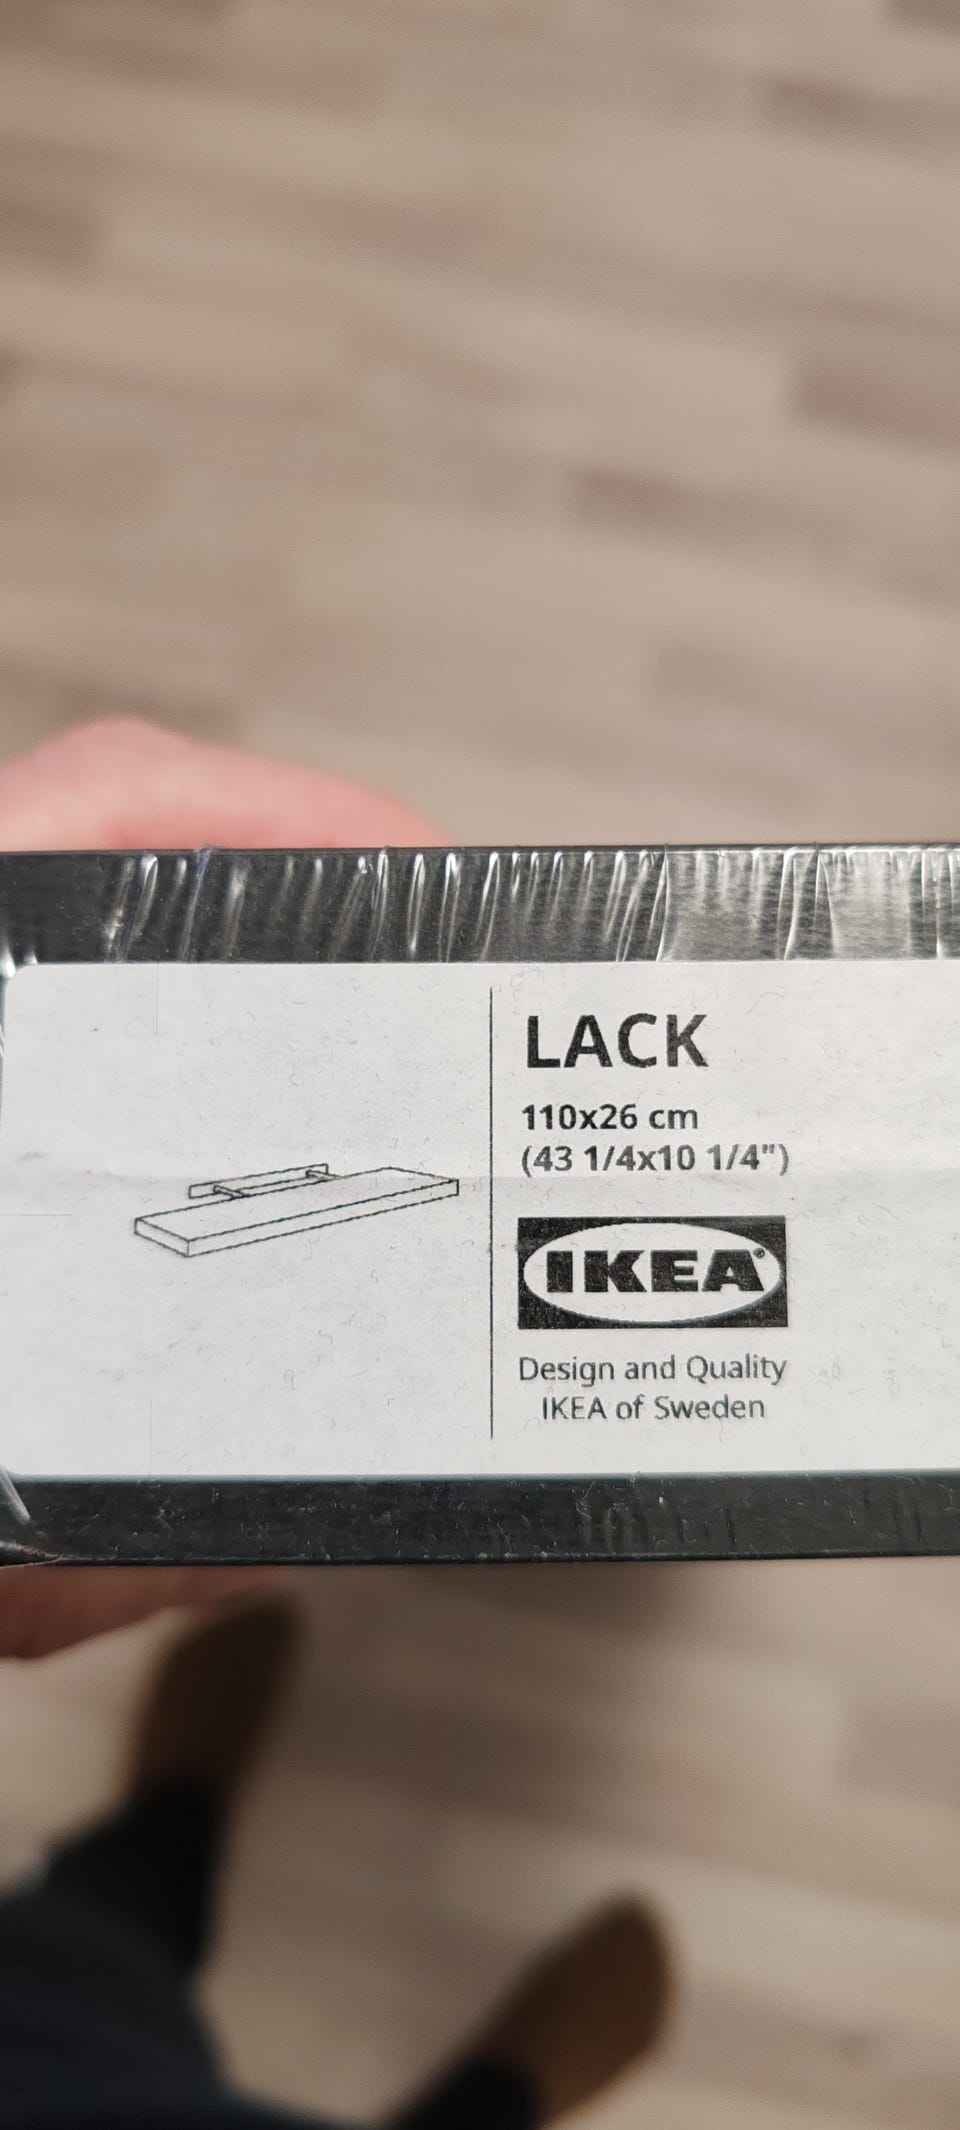 LACK
110x26 cm
(43 1/4x10 1/4")
IKEA®
Design and Quality
IKEA of Sweden